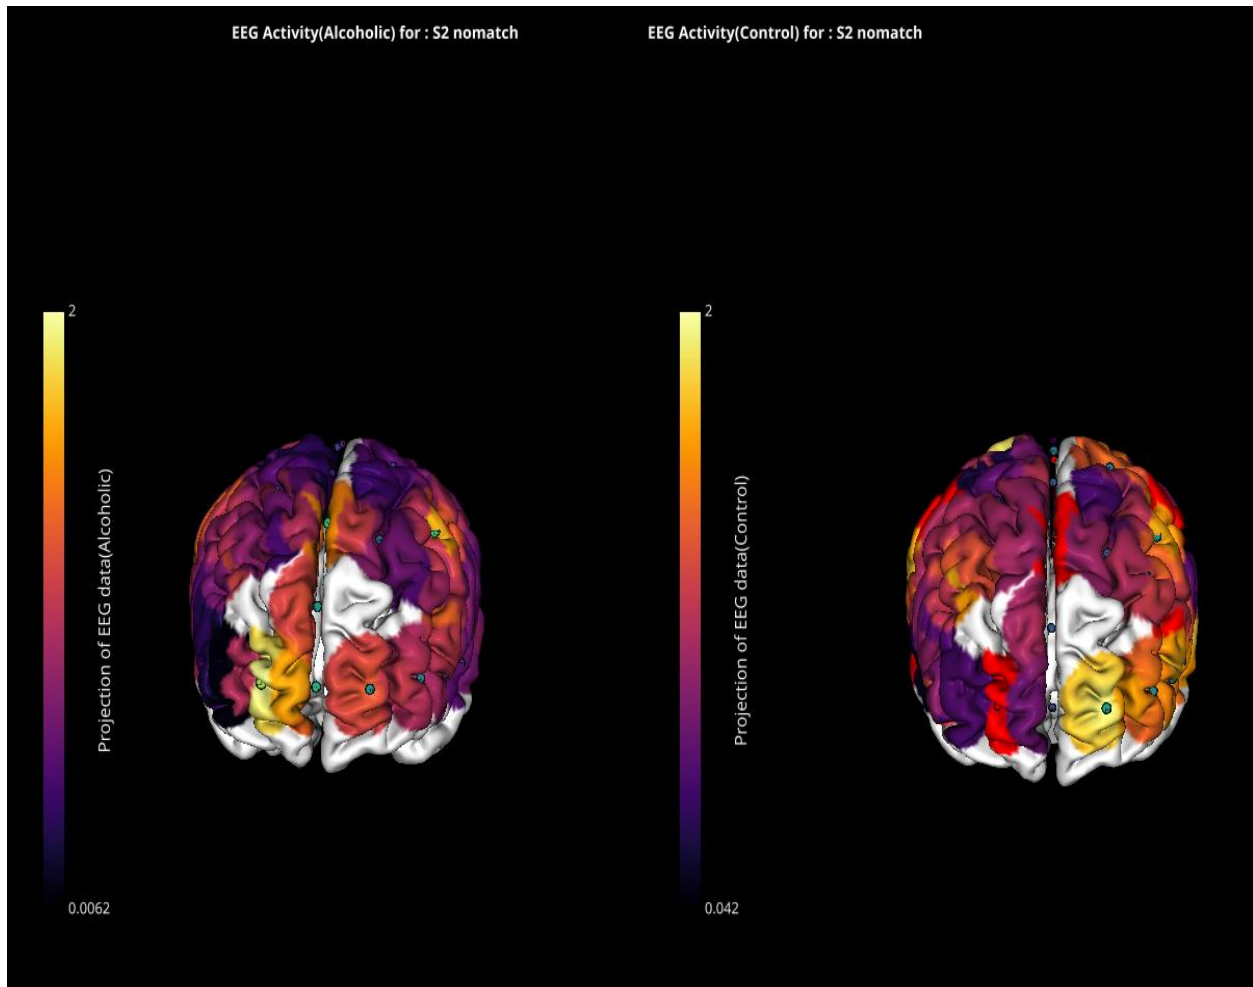 EEG Activity(Alcoholic) for : S2 nomatch
EEG Activity(Control) for : S2 nomatch
2
Projection of EEG data(Alcoholic)
0.0062
2
Projection of EEG data(Control)
0.042